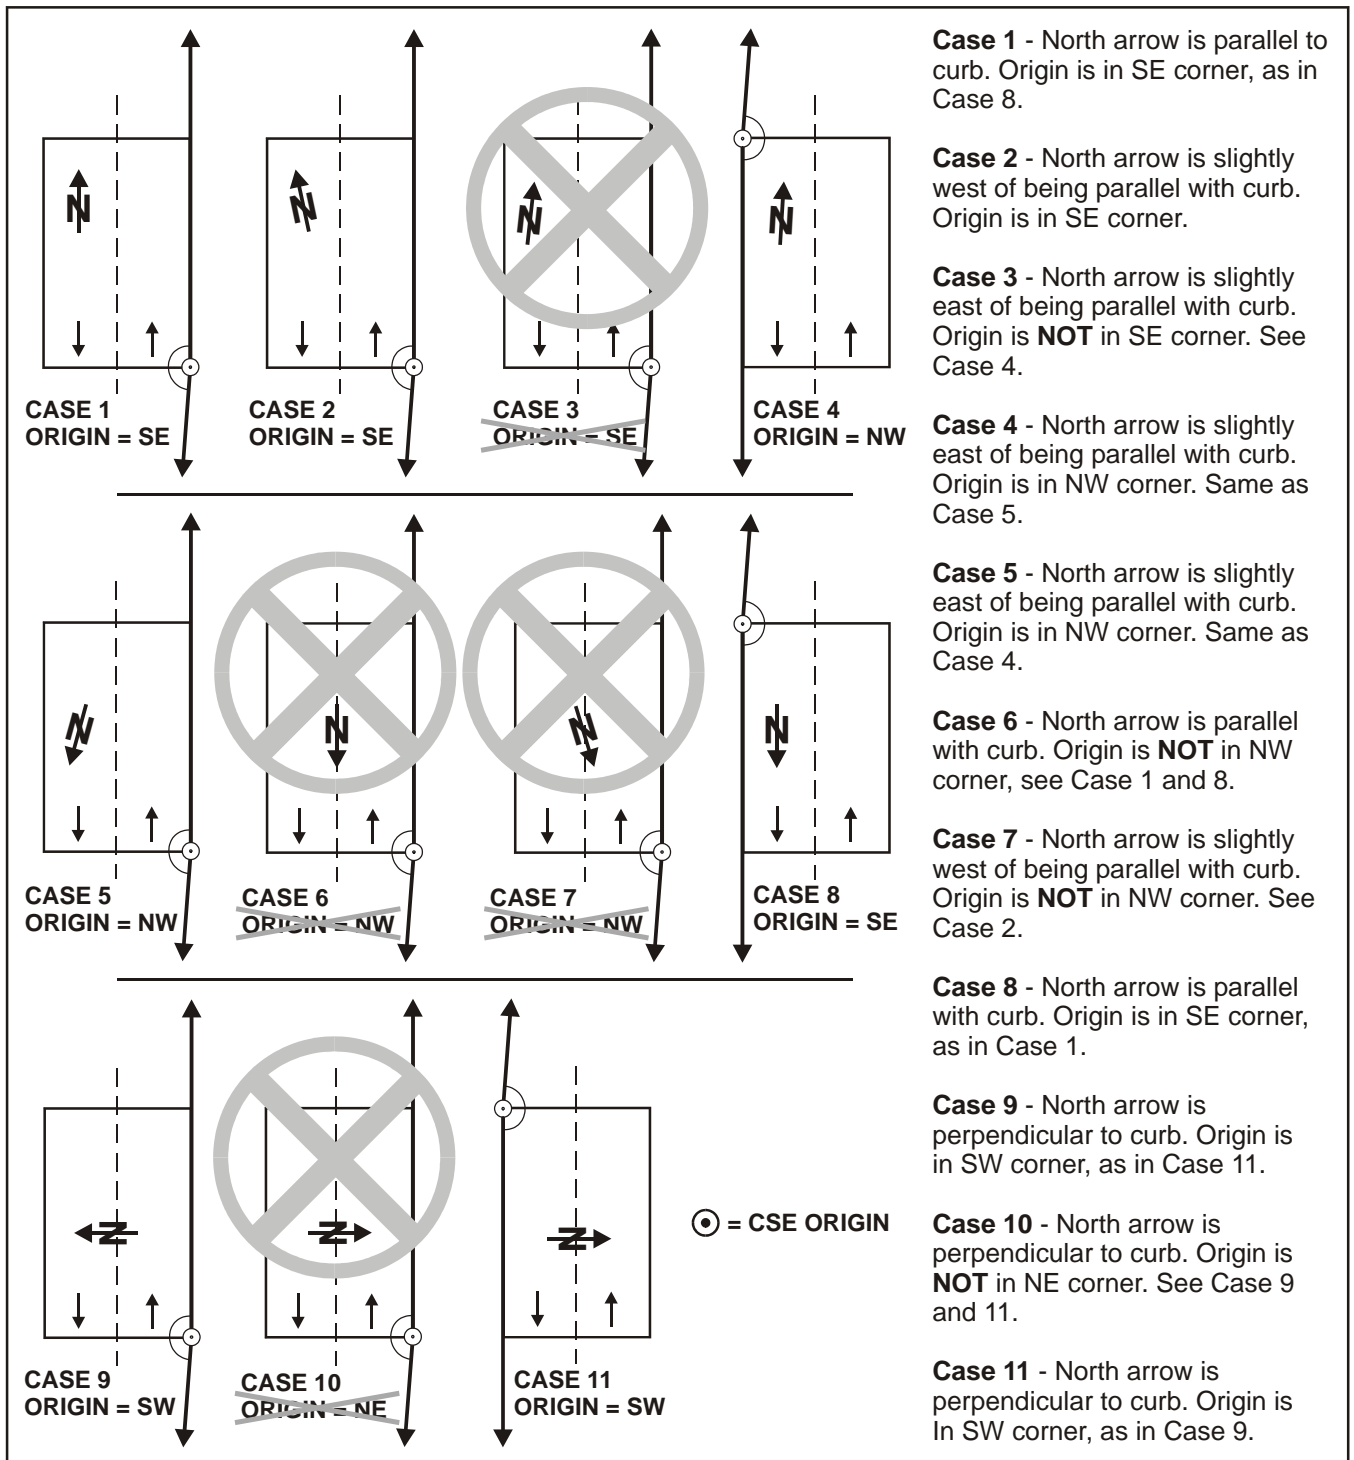 N
N
N
N
CASE 1
ORIGIN = SE
CASE 2
ORIGIN = SE
CASE 3
ORIGIN = SE
CASE 4
ORIGIN = NW
N
N
N
N
CASE 5
ORIGIN = NW
CASE 6
ORIGIN = NW
CASE 7
ORIGIN = NW
CASE 8
ORIGIN = SE
N
N
N
= CSE ORIGIN
CASE 9
ORIGIN = SW
CASE 10
ORIGIN = NE
CASE 11
ORIGIN = SW
Case 1 - North arrow is parallel to
curb. Origin is in SE corner, as in
Case 8.
Case 2 - North arrow is slightly
west of being parallel with curb.
Origin is in SE corner.
Case 3 - North arrow is slightly
east of being parallel with curb.
Origin is NOT in SE corner. See
Case 4.
Case 4 - North arrow is slightly
east of being parallel with curb.
Origin is in NW corner. Same as
Case 5.
Case 5 - North arrow is slightly
east of being parallel with curb.
Origin is in NW corner. Same as
Case 4.
Case 6 - North arrow is parallel
with curb. Origin is NOT in NW
corner, see Case 1 and 8.
Case 7 - North arrow is slightly
west of being parallel with curb.
Origin is NOT in NW corner. See
Case 2.
Case 8 - North arrow is parallel
with curb. Origin is in SE corner,
as in Case 1.
Case 9 - North arrow is
perpendicular to curb. Origin is
in SW corner, as in Case 11.
Case 10 - North arrow is
perpendicular to curb. Origin is
NOT in NE corner. See Case 9
and 11.
Case 11 - North arrow is
perpendicular to curb. Origin is
In SW corner, as in Case 9.